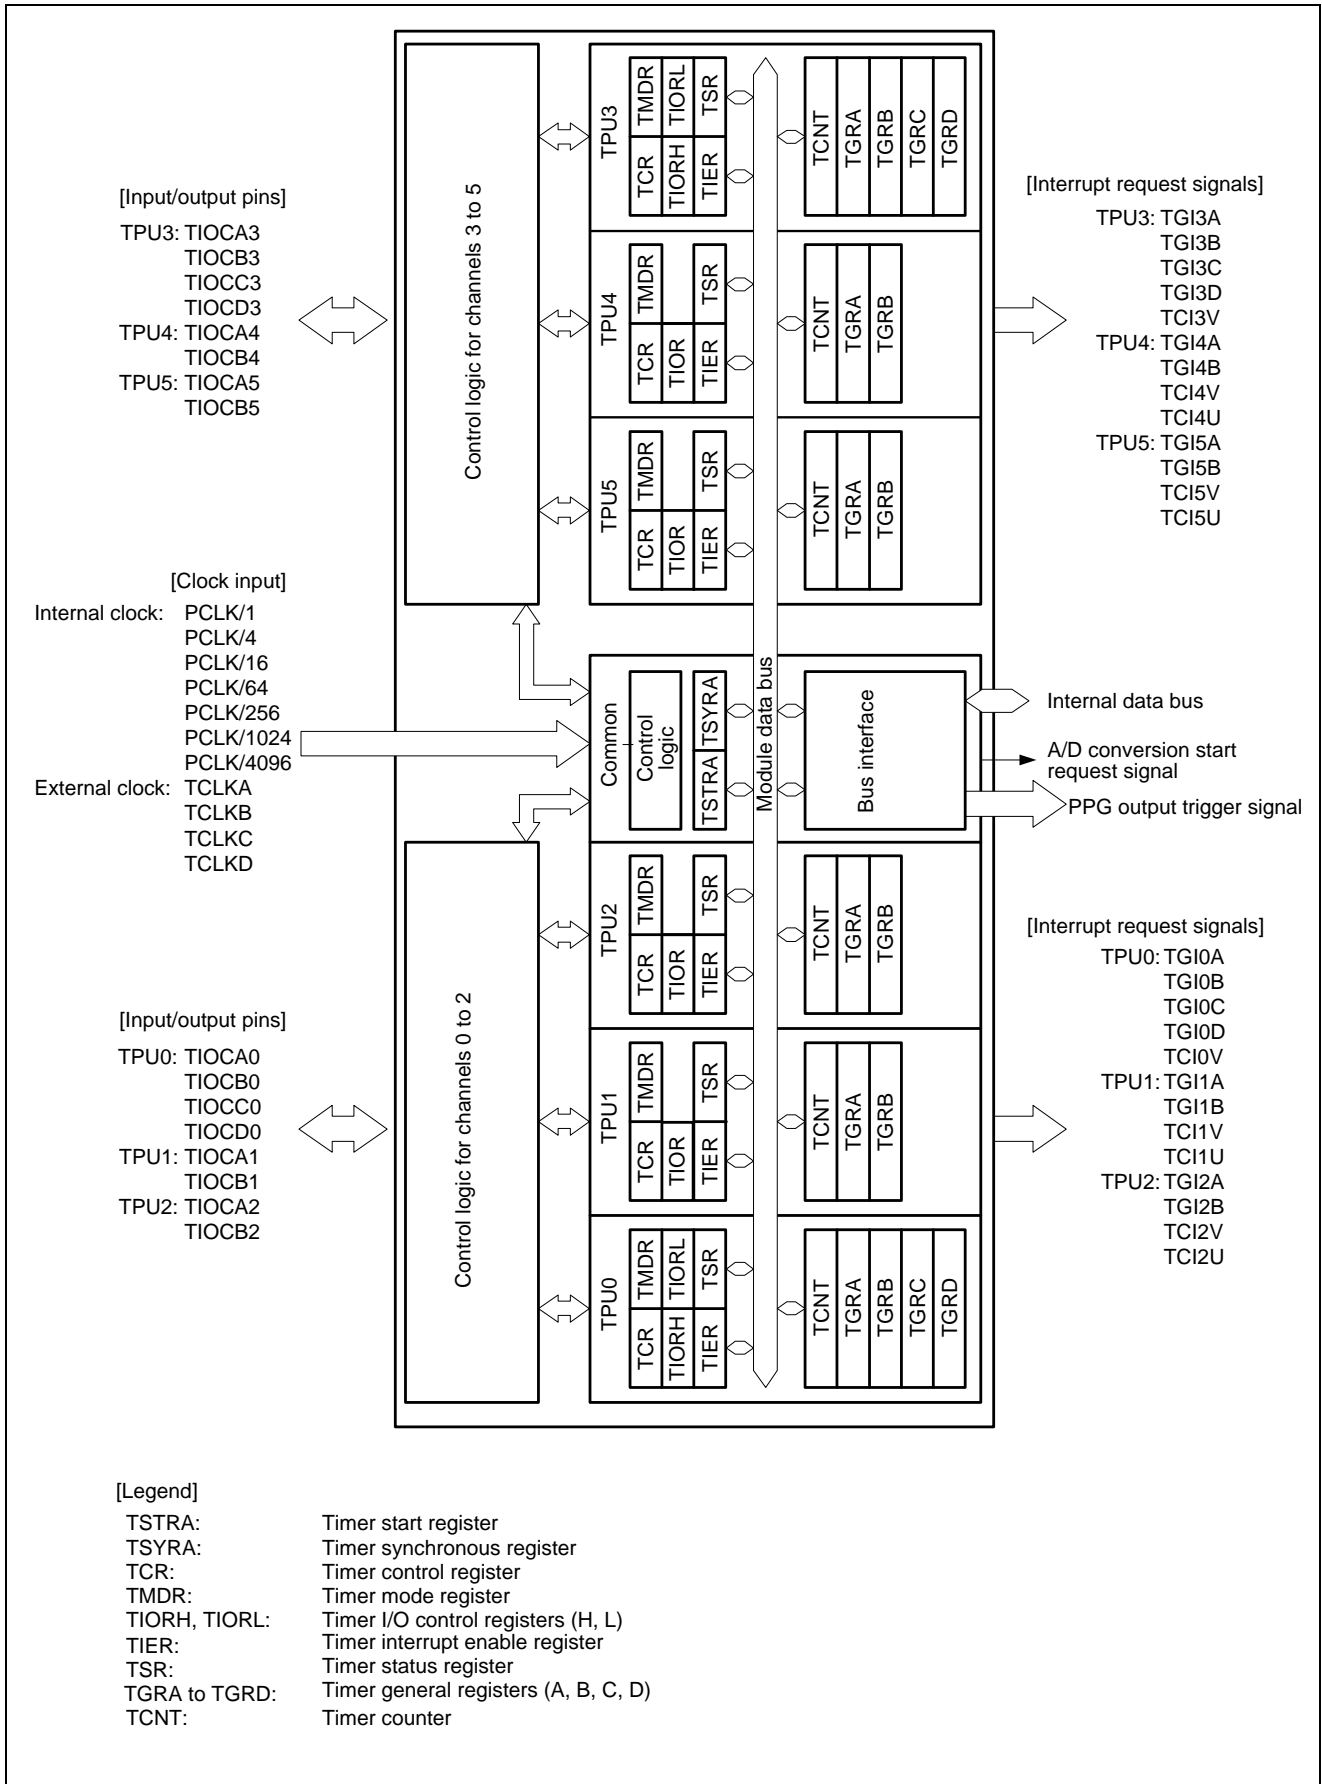 [Input/output pins]
TPU3: TIOCA3
TIOCB3
TIOCC3
TIOCD3
TPU4: TIOCA4
TIOCB4
TPU5: TIOCA5
TIOCB5
[Clock input]
Internal clock: PCLK/1
PCLK/4
PCLK/16
PCLK/64
PCLK/256
PCLK/1024
PCLK/4096
External clock: TCLKA
TCLKB
TCLKC
TCLKD
[Input/output pins]
TPU0: TIOCA0
TIOCB0
TIOCC0
TIOCD0
TPU1: TIOCA1
TIOCB1
TPU2: TIOCA2
TIOCB2
Control logic for channels 3 to 5
Control logic for channels 0 to 2
TPU3
TCR TMDR
TIORH TIORL
TIER TSR
TCNT
TGRA
TGRB
TGRC
TGRD
TPU4
TCR TMDR
TIOR
TIER TSR
TCNT
TGRA
TGRB
TPU5
TCR TMDR
TIOR
TIER TSR
TCNT
TGRA
TGRB
Common
Control
logic
TSTRA TSYRA
Module data bus
Bus interface
TPU2
TCR TMDR
TIOR
TIER TSR
TCNT
TGRA
TGRB
TPU1
TCR TMDR
TIOR
TIER TSR
TCNT
TGRA
TGRB
TPU0
TCR TMDR
TIORH TIORL
TIER TSR
TCNT
TGRA
TGRB
TGRC
TGRD
[Interrupt request signals]
TPU3: TGI3A
TGI3B
TGI3C
TGI3D
TCI3V
TPU4: TGI4A
TGI4B
TCI4V
TCI4U
TPU5: TGI5A
TGI5B
TCI5V
TCI5U
Internal data bus
A/D conversion start
request signal
PPG output trigger signal
[Interrupt request signals]
TPU0: TGI0A
TGI0B
TGI0C
TGI0D
TCI0V
TPU1: TGI1A
TGI1B
TCI1V
TCI1U
TPU2: TGI2A
TGI2B
TCI2V
TCI2U
[Legend]
TSTRA: Timer start register
TSYRA: Timer synchronous register
TCR: Timer control register
TMDR: Timer mode register
TIORH, TIORL: Timer I/O control registers (H, L)
TIER: Timer interrupt enable register
TSR: Timer status register
TGRA to TGRD: Timer general registers (A, B, C, D)
TCNT: Timer counter